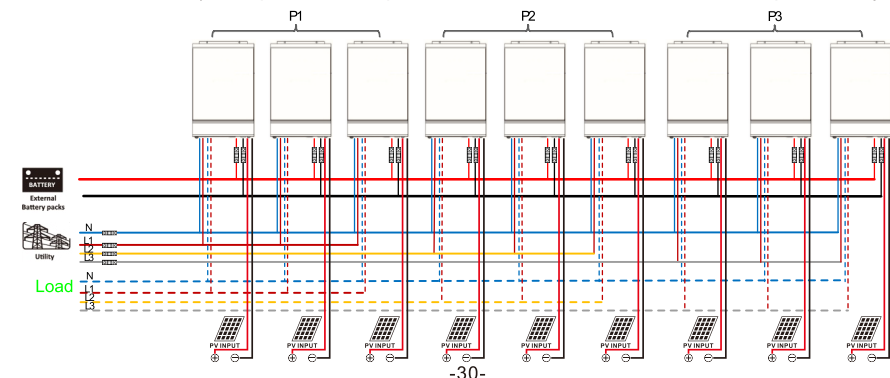 P1
P2
P3
BATTERY
External
Battery packs
N
L1
L2
L3
Utility
Load
N
L1
L2
L3
PV INPUT
PV INPUT
PV INPUT
PV INPUT
PV INPUT
PV INPUT
PV INPUT
PV INPUT
PV INPUT
-30-